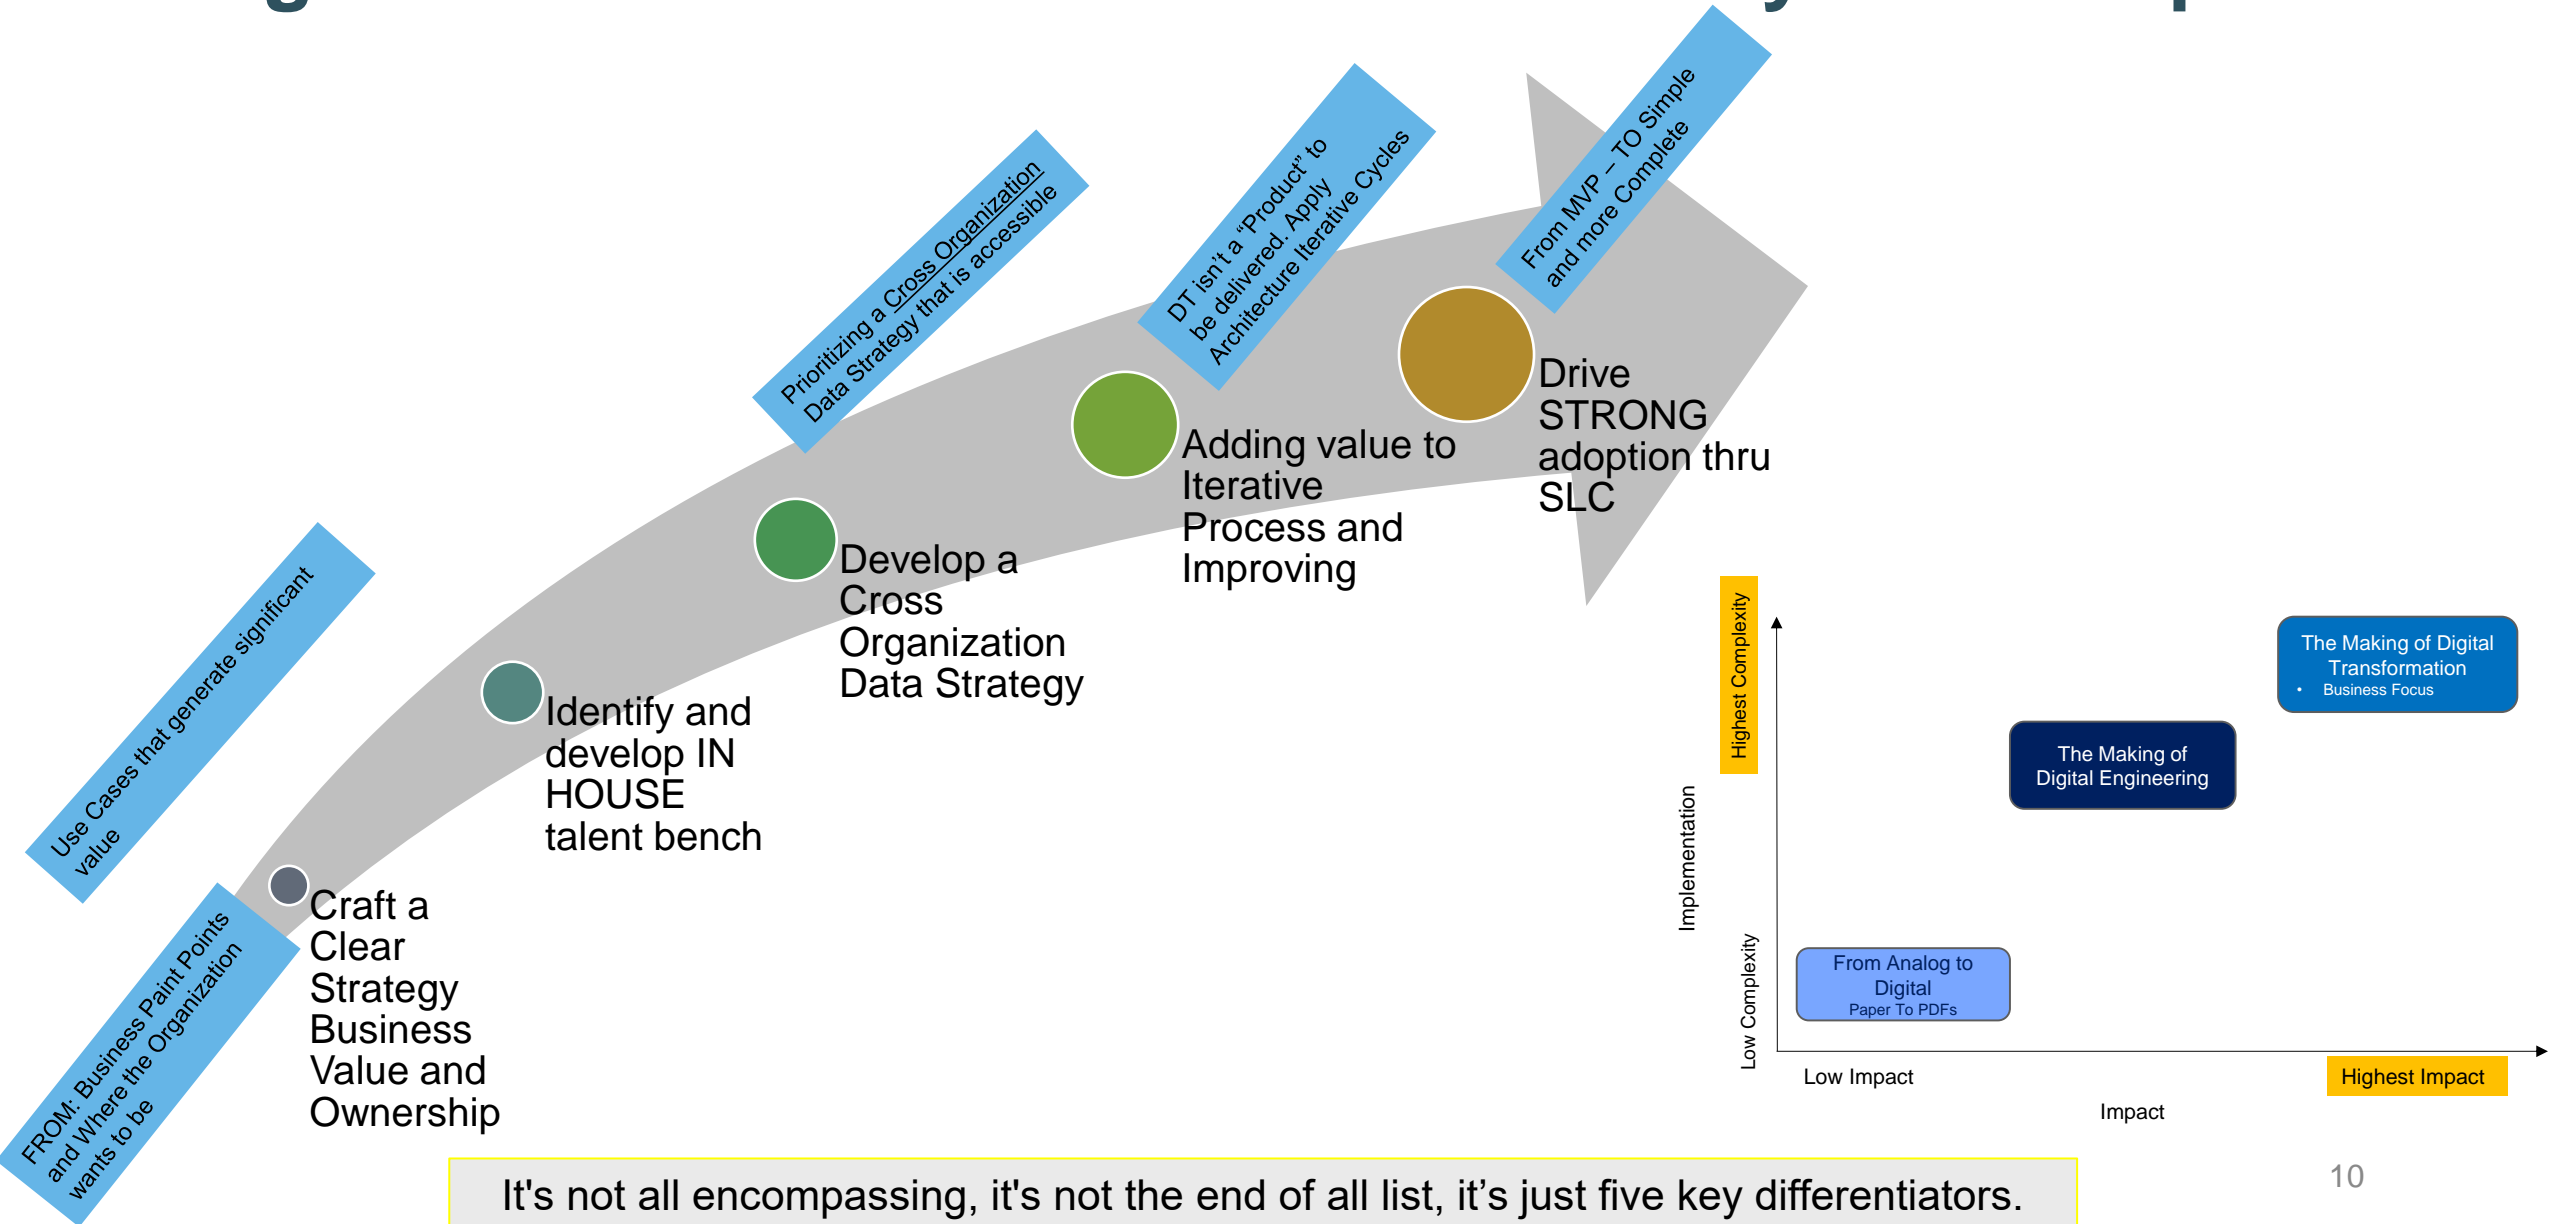 FROM: Business Paint Points
and Where the Organization
wants to be
Use Cases that generate significant
value
Prioritizing a Cross Organization
Data Strategy that is accessible
DT isn't a “Product” to
be delivered. Apply
Architecture Iterative Cycles
From MVP – TO Simple
and more Complete
Craft a
Clear
Strategy
Business
Value and
Ownership
Identify and
develop IN
HOUSE
talent bench
Develop a
Cross
Organization
Data Strategy
Adding value to
Iterative
Process and
Improving
Drive
STRONG
adoption thru
SLC
Highest Complexity
Implementation
Low Complexity
The Making of Digital
Transformation
• Business Focus
The Making of
Digital Engineering
From Analog to
Digital
Paper To PDFs
Low Impact
Highest Impact
Impact
It's not all encompassing, it's not the end of all list, it’s just five key differentiators.
10